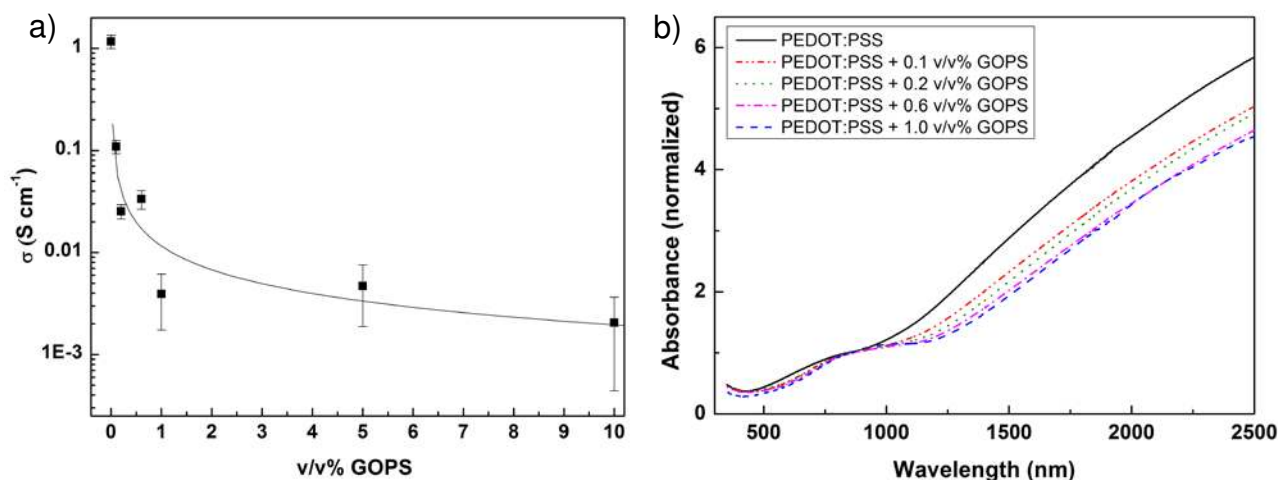 a)
σ (S cm⁻¹)
1
0.1
0.01
1E-3
0 1 2 3 4 5 6 7 8 9 10
v/v% GOPS
b)
PEDOT:PSS
PEDOT:PSS + 0.1 v/v% GOPS
PEDOT:PSS + 0.2 v/v% GOPS
PEDOT:PSS + 0.6 v/v% GOPS
PEDOT:PSS + 1.0 v/v% GOPS
Absorbance (normalized)
6
4
2
0
500 1000 1500 2000 2500
Wavelength (nm)